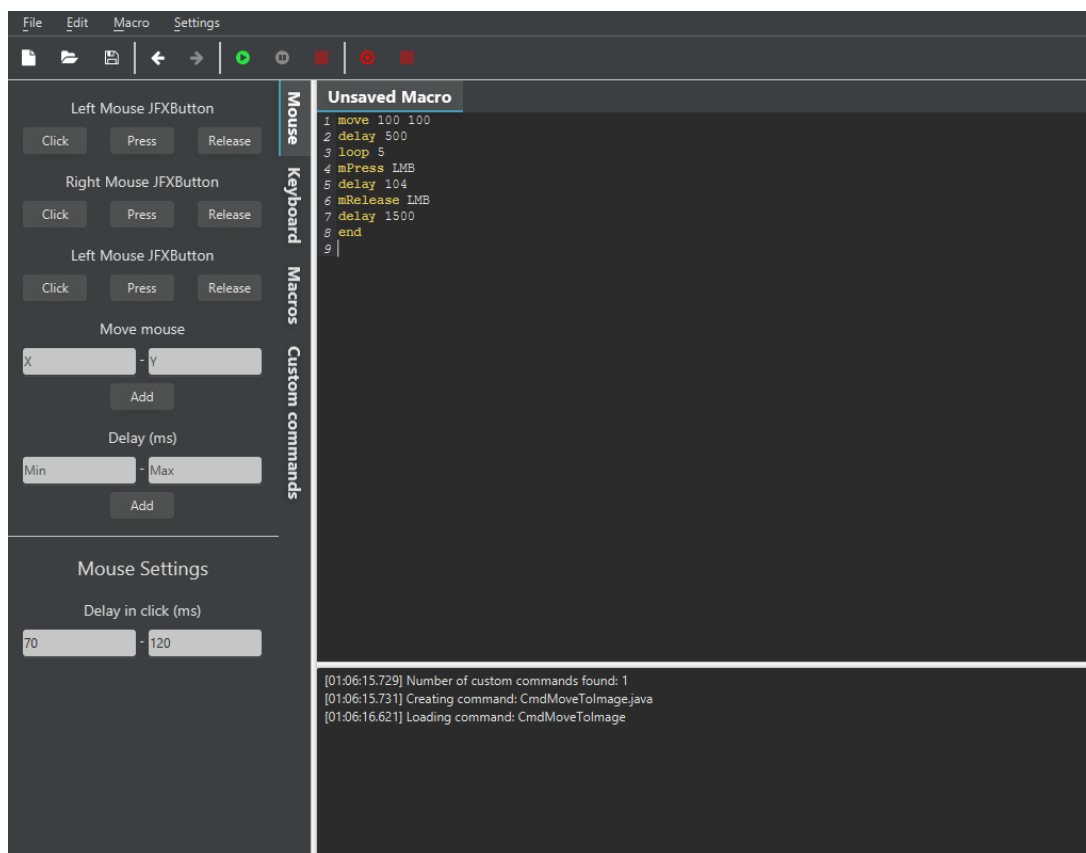 File Edit Macro Settings
Left Mouse JFXButton
Click Press Release
Right Mouse JFXButton
Click Press Release
Left Mouse JFXButton
Click Press Release
Move mouse
X - Y
Add
Delay (ms)
Min - Max
Add
Mouse Settings
Delay in click (ms)
70 - 120
Mouse
Keyboard
Macros
Custom commands
Unsaved Macro
1 move 100 100
2 delay 500
3 loop 5
4 mPress LMB
5 delay 104
6 mRelease LMB
7 delay 1500
8 end
9
[01:06:15.729] Number of custom commands found: 1
[01:06:15.731] Creating command: CmdMoveToImage.java
[01:06:16.621] Loading command: CmdMoveToImage